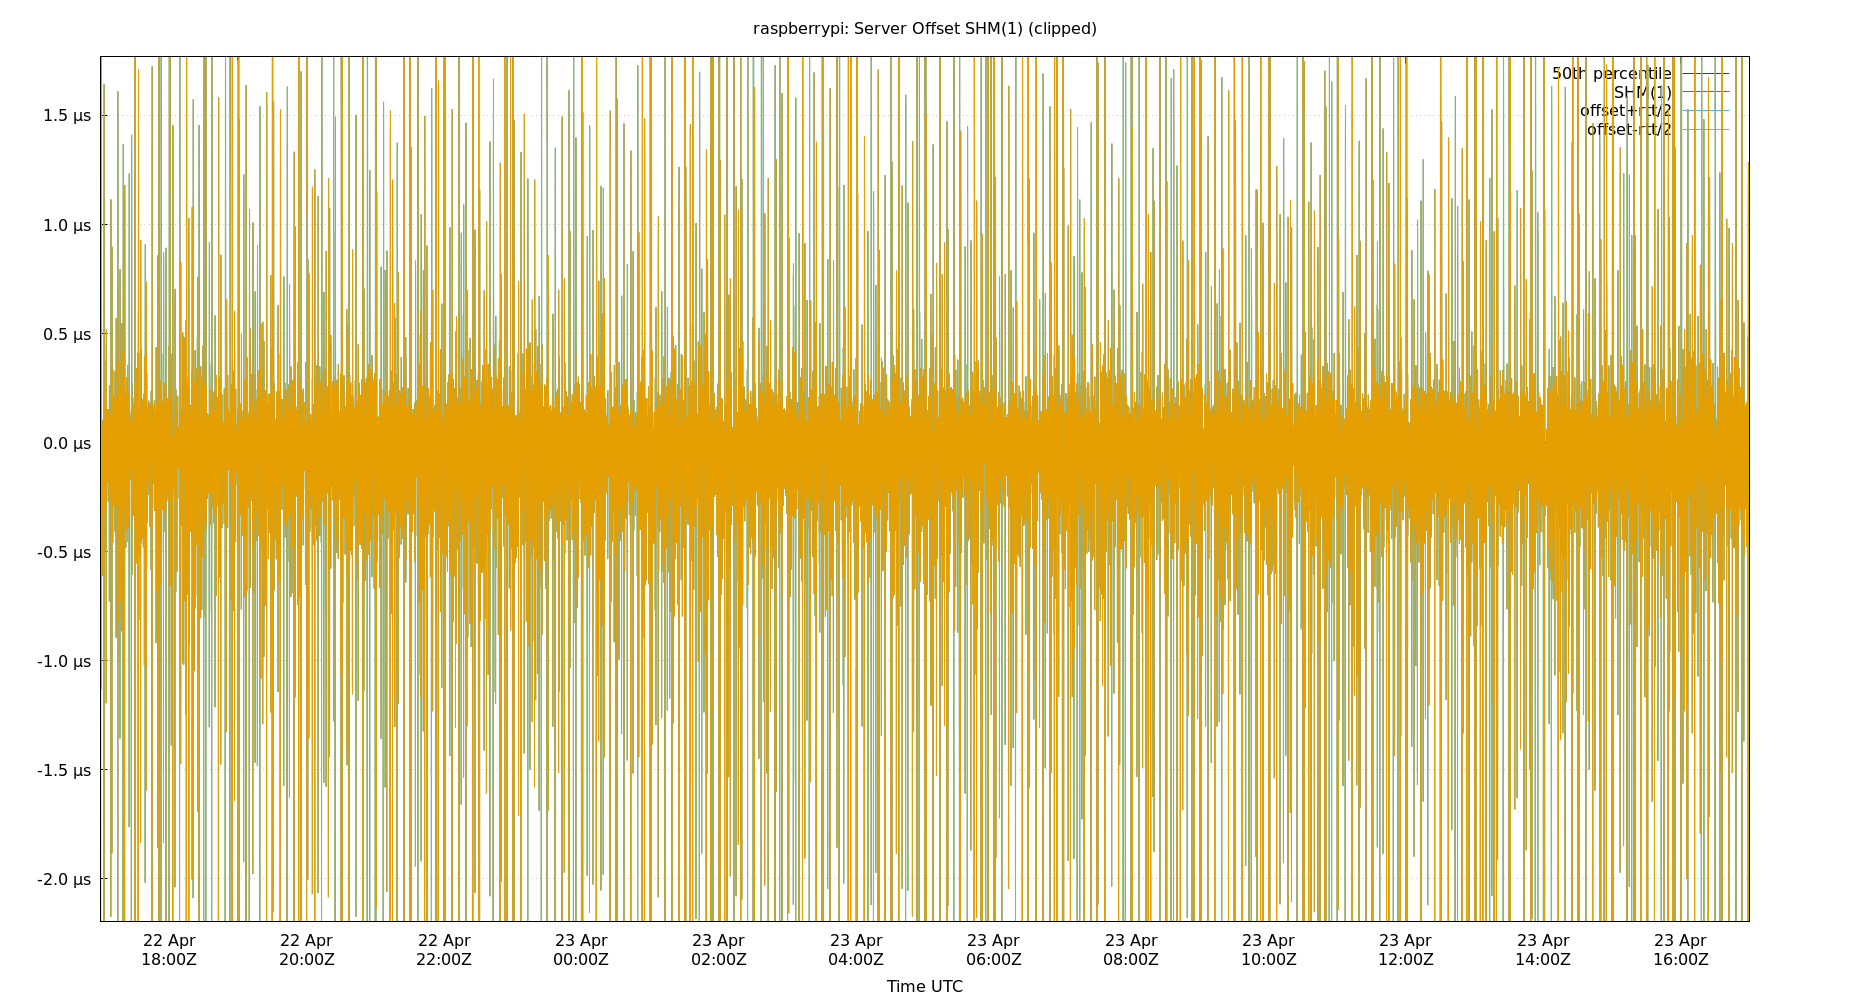 raspberrypi: Server Offset SHM(1) (clipped)
50th percentile
SHM(1)
offset+rtt/2
offset-rtt/2
1.5 µs
1.0 µs
0.5 µs
0.0 µs
-0.5 µs
-1.0 µs
-1.5 µs
-2.0 µs
22 Apr 22 Apr 22 Apr 23 Apr 23 Apr 23 Apr 23 Apr 23 Apr 23 Apr 23 Apr 23 Apr 23 Apr
18:00Z 20:00Z 22:00Z 00:00Z 02:00Z 04:00Z 06:00Z 08:00Z 10:00Z 12:00Z 14:00Z 16:00Z
Time UTC